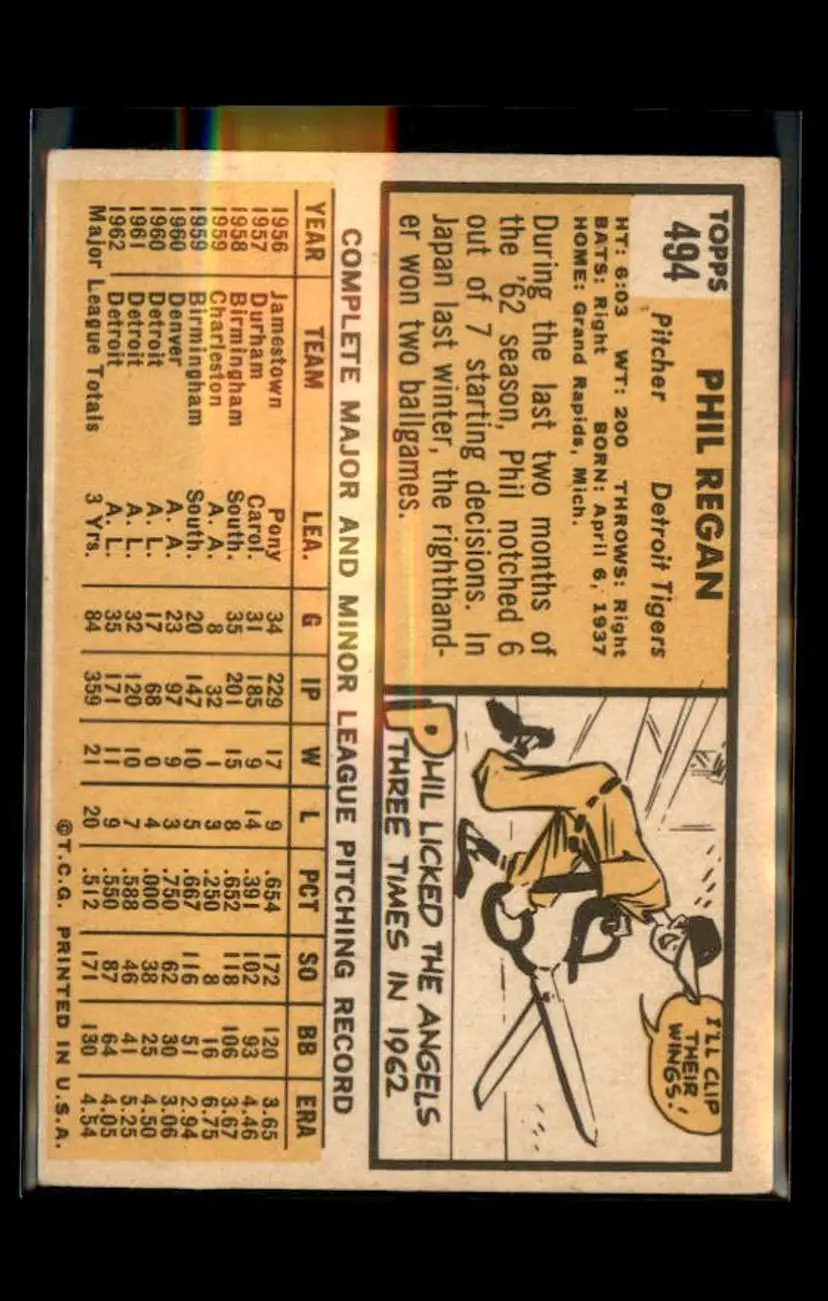 TOPPS
494
PHIL REGAN
Pitcher Detroit Tigers
HT: 6:03 WT: 200 THROWS: Right
BATS: Right BORN: April 6, 1937
HOME: Grand Rapids, Mich.
During the last two months of
the '62 season, Phil notched 6
out of 7 starting decisions. In
Japan last winter, the righthand-
er won two ballgames.
I'LL CLIP
THEIR
WINGS!
PHIL LICKED THE ANGELS
THREE TIMES IN 1962
COMPLETE MAJOR AND MINOR LEAGUE PITCHING RECORD
YEAR TEAM LEA. G IP W L PCT SO BB ERA
1956 Jamestown Pony 34 229 17 9 .654 172 120 3.65
1957 Durham Carol. 31 185 9 14 .391 102 93 4.46
1958 Birmingham South. 35 201 15 8 .652 118 106 3.67
1959 Charleston A. A. 8 32 1 3 .250 8 16 6.75
1959 Birmingham South. 20 147 10 5 .667 116 51 2.94
1960 Denver A. A. 23 97 9 3 .750 62 30 3.06
1960 Detroit A. L. 17 68 0 4 .000 38 25 4.50
1961 Detroit A. L. 32 120 10 7 .588 46 41 5.25
1962 Detroit A. L. 35 171 11 9 .550 87 64 4.05
Major League Totals 3 Yrs. 84 359 21 20 .512 171 130 4.54
©T.C.G. PRINTED IN U.S.A.